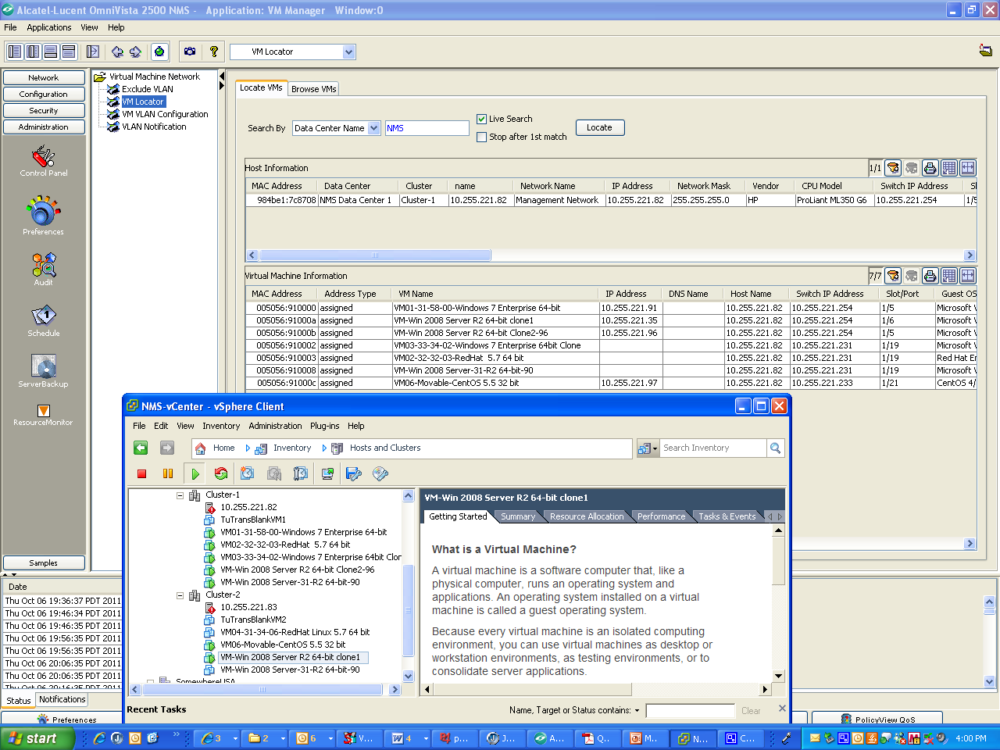 Alcatel-Lucent OmniVista 2500 NMS - Application: VM Manager Window:0
File Applications View Help
VM Locator
Network
Configuration
Security
Administration
Control Panel
Preferences
Audit
Schedule
ServerBackup
ResourceMonitor
Samples
Virtual Machine Network
Exclude VLAN
VM Locator
VM VLAN Configuration
VLAN Notification
Locate VMs Browse VMs
Search By Data Center Name NMS Live Search Locate
Stop after 1st match
Host Information 1/1
MAC Address Data Center Cluster name Network Name IP Address Network Mask Vendor CPU Model Switch IP Address Sl
984be1:7c8708 NMS Data Center 1 Cluster-1 10.255.221.82 Management Network 10.255.221.82 255.255.255.0 HP ProLiant ML350 G6 10.255.221.254 1/5
Virtual Machine Information 7/7
MAC Address Address Type VM Name IP Address DNS Name Host Name Switch IP Address Slot/Port Guest OS
005056:910000 assigned VM01-31-58-00-Windows 7 Enterprise 64-bit 10.255.221.91 10.255.221.82 10.255.221.254 1/5 Microsoft V
005056:91000a assigned VM-Win 2008 Server R2 64-bit clone1 10.255.221.35 10.255.221.82 10.255.221.254 1/6 Microsoft V
005056:91000b assigned VM-Win 2008 Server R2 64-bit Clone2-96 10.255.221.96 10.255.221.82 10.255.221.254 1/5 Microsoft V
005056:910002 assigned VM03-33-34-02-Windows 7 Enterprise 64bit Clone 10.255.221.82 10.255.221.231 1/19 Microsoft V
005056:910003 assigned VM02-32-32-03-RedHat 5.7 64 bit 10.255.221.82 10.255.221.231 1/19 Red Hat En
005056:910008 assigned VM-Win 2008 Server-31-R2 64-bit-90 10.255.221.82 10.255.221.231 1/19 Microsoft V
005056:91000c assigned VM06-Movable-CentOS 5.5 32 bit 10.255.221.97 10.255.221.82 10.255.221.233 1/21 CentOS 4/
NMS-vCenter - vSphere Client
File Edit View Inventory Administration Plug-ins Help
Home Inventory Hosts and Clusters Search Inventory
Cluster-1
10.255.221.82
TuTransBlankVM1
VM01-31-58-00-Windows 7 Enterprise 64-bit
VM02-32-32-03-RedHat 5.7 64 bit
VM03-33-34-02-Windows 7 Enterprise 64bit Clor
VM-Win 2008 Server R2 64-bit Clone2-96
VM-Win 2008 Server-31-R2 64-bit-90
Cluster-2
10.255.221.83
TuTransBlankVM2
VM04-31-34-06-RedHat Linux 5.7 64 bit
VM06-Movable-CentOS 5.5 32 bit
VM-Win 2008 Server R2 64-bit clone1
VM-Win 2008 Server-31-R2 64-bit-90
SomewhereUSA
VM-Win 2008 Server R2 64-bit clone1
Getting Started Summary Resource Allocation Performance Tasks & Events
What is a Virtual Machine?
A virtual machine is a software computer that, like a
physical computer, runs an operating system and
applications. An operating system installed on a virtual
machine is called a guest operating system.
Because every virtual machine is an isolated computing
environment, you can use virtual machines as desktop or
workstation environments, as testing environments, or to
consolidate server applications.
Recent Tasks Name, Target or Status contains: Clear
Date
Thu Oct 06 19:36:37 PDT 2011
Thu Oct 06 19:46:34 PDT 2011
Thu Oct 06 19:46:35 PDT 2011
Thu Oct 06 19:56:35 PDT 2011
Thu Oct 06 19:56:35 PDT 2011
Thu Oct 06 20:06:35 PDT 2011
Thu Oct 06 20:06:35 PDT 2011
Thu Oct 06 20:16:35 PDT 2011
Status Notifications
Preferences PolicyView QoS
start 3 2 6 V... 4 p... J... A... Q... M... N... C... 4:00 PM